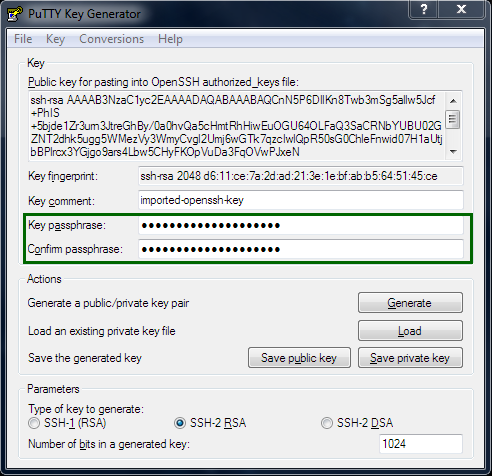 PuTTY Key Generator
File Key Conversions Help
Key
Public key for pasting into OpenSSH authorized_keys file:
ssh-rsa AAAAB3NzaC1yc2EAAAADAQABAAABAQCnN5P6DIlKn8Twb3mSg5allw5Jcf
+PhIS
+5bjde1Zr3um3JtreGhBy/0a0hvQa5cHmtRhHiwEuOGU64OLFaQ3SaCRNbYUBU02G
ZNT2dhk5ugg5WMezVy3WmyCvgl2Umj6wGTk7qzcIwlQpR50sG0ChleFnwid07H1aUtj
bBPIrcx3YGjgo9ars4Lbw5CHyFKOpVuDa3FqOVwPJxeN
Key fingerprint: ssh-rsa 2048 d6:11:ce:7a:2d:ad:21:3e:1e:bf:ab:b5:64:51:45:ce
Key comment: imported-openssh-key
Key passphrase: ●●●●●●●●●●●●●●●●●●●●
Confirm passphrase: ●●●●●●●●●●●●●●●●●●●●
Actions
Generate a public/private key pair Generate
Load an existing private key file Load
Save the generated key Save public key Save private key
Parameters
Type of key to generate:
SSH-1 (RSA) SSH-2 RSA SSH-2 DSA
Number of bits in a generated key: 1024